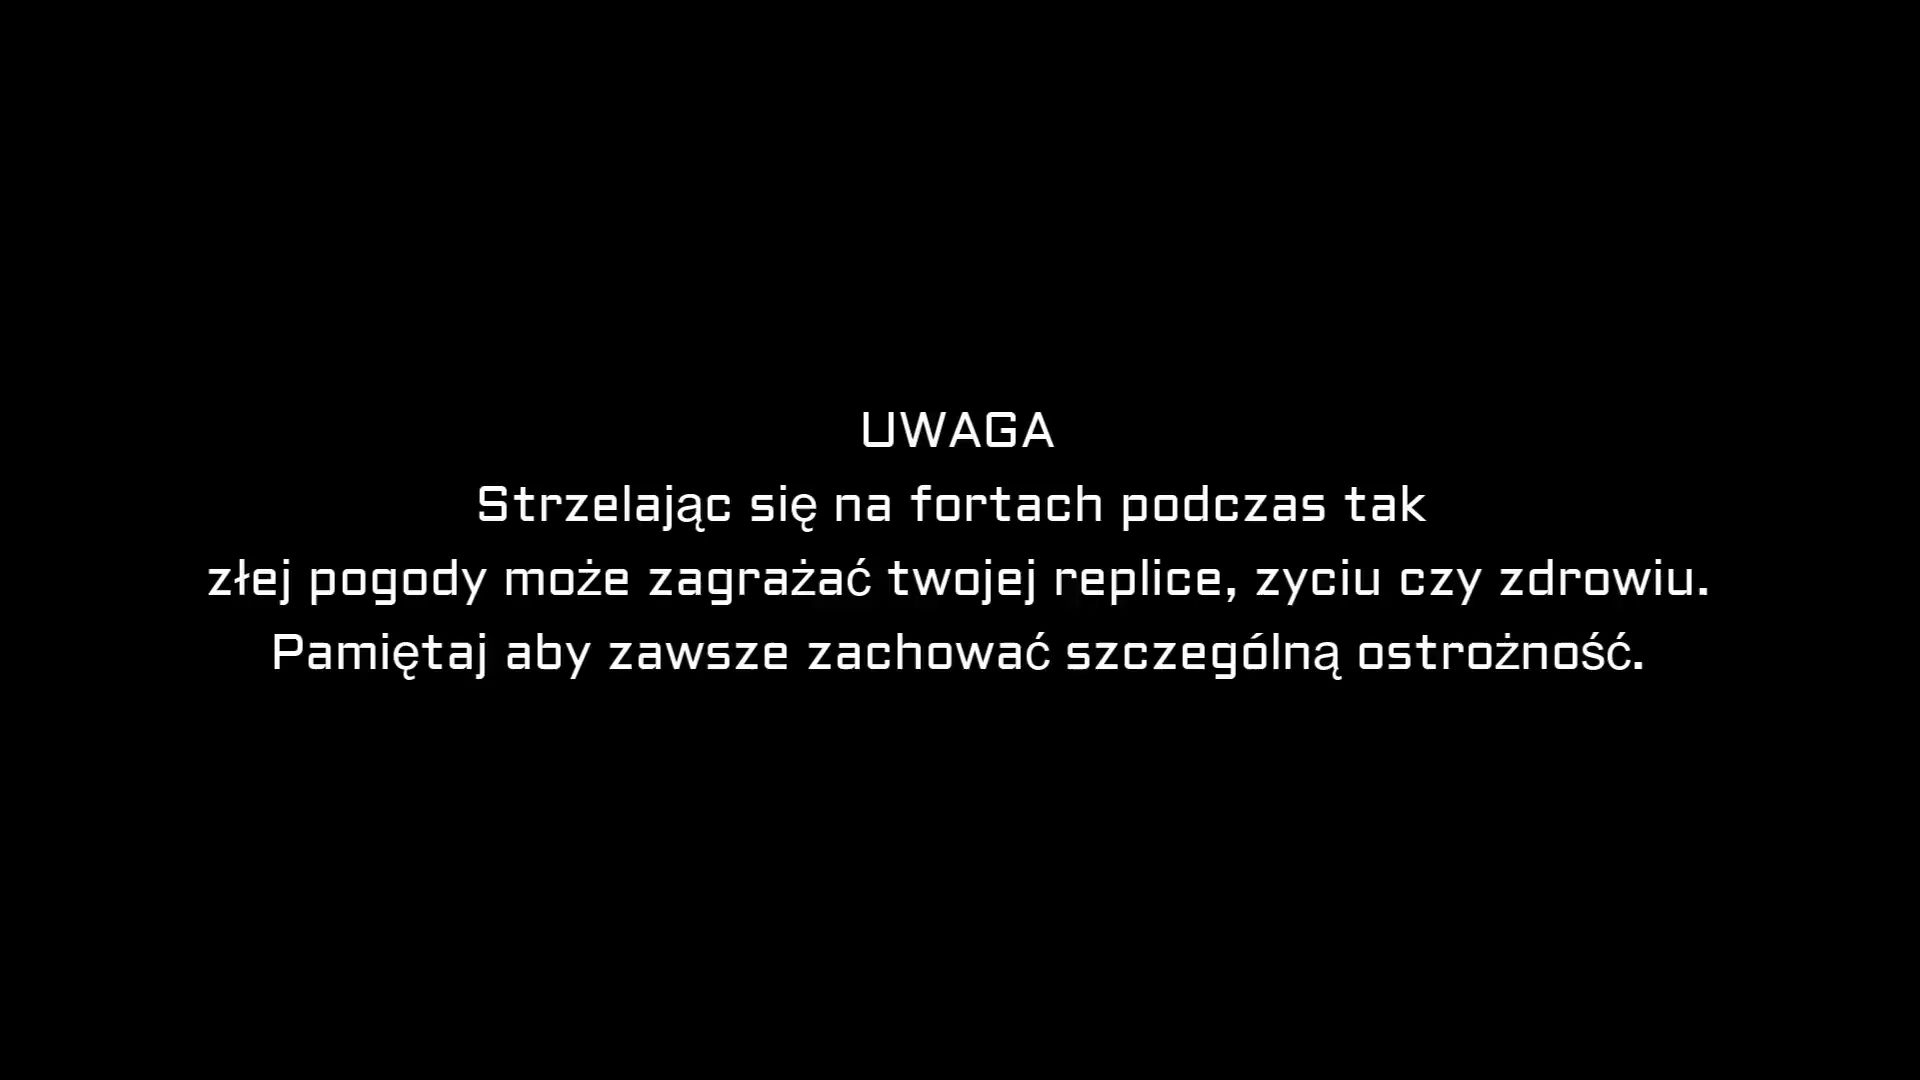 UWAGA
Strzelając się na fortach podczas tak
złej pogody może zagrażać twojej replice, zyciu czy zdrowiu.
Pamiętaj aby zawsze zachować szczególną ostrożność.